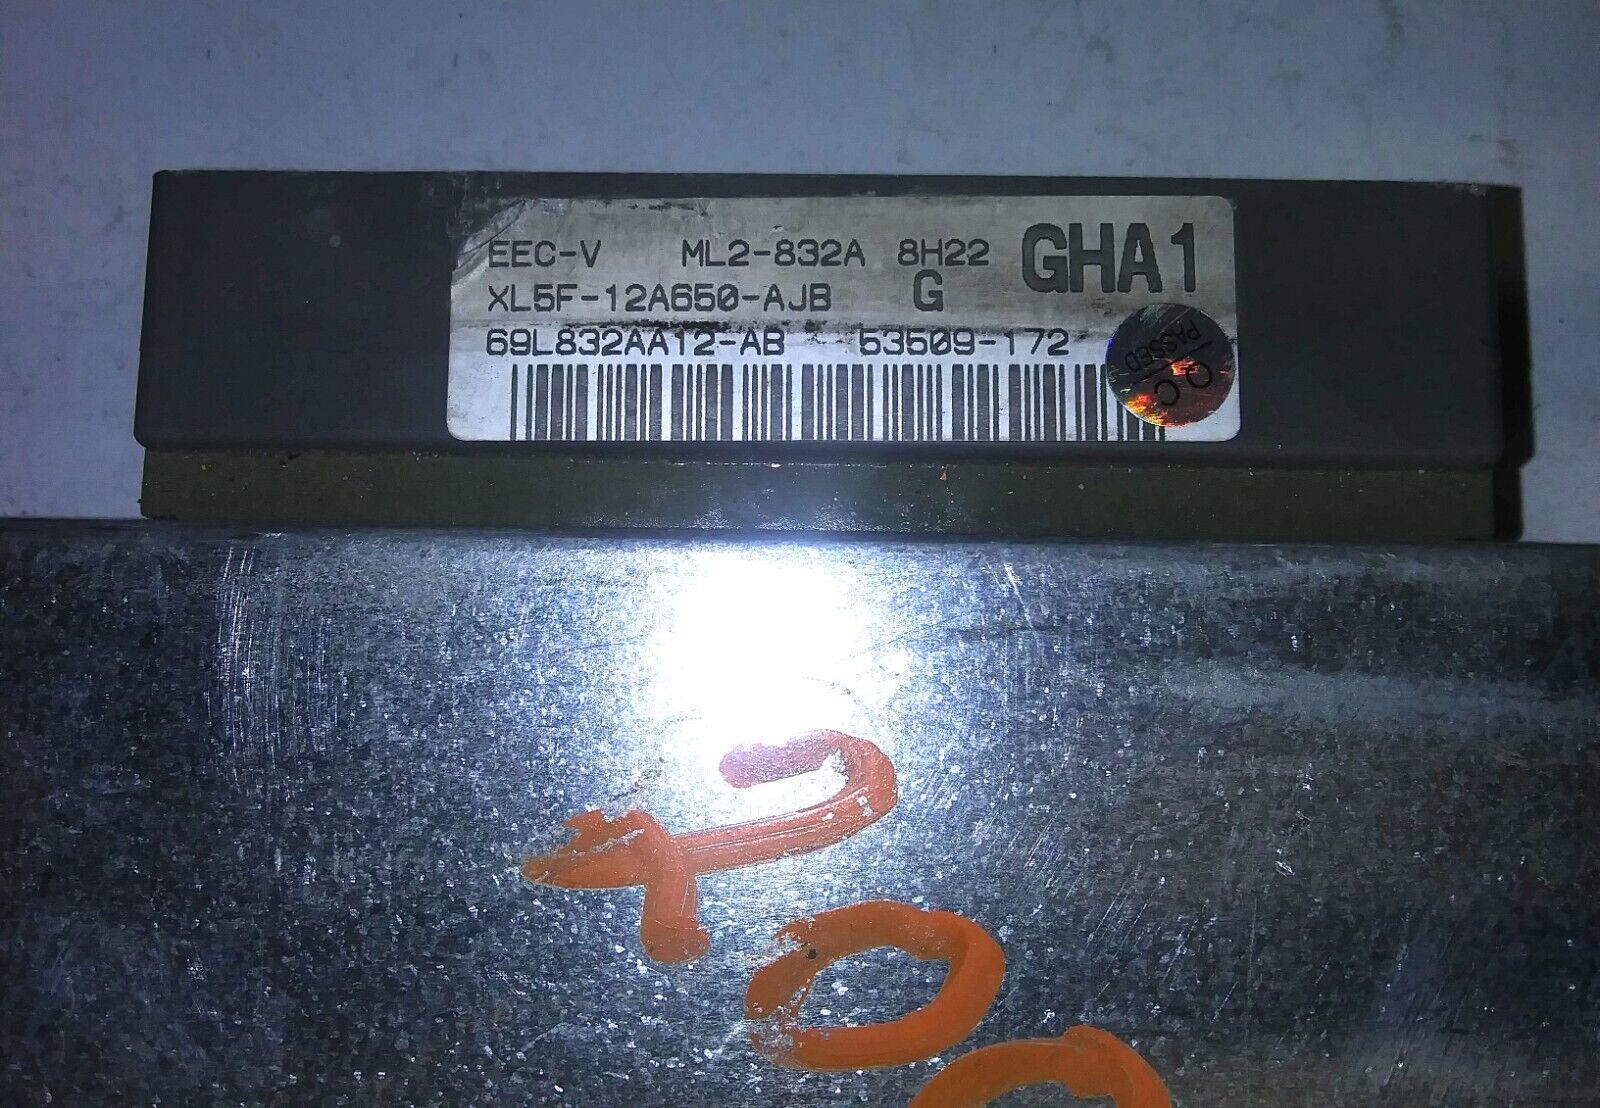 EEC-V ML2-832A 8H22 GHA1
XL5F-12A650-AJB G
69L832AA12-AB 53509-172
QC
PASSED